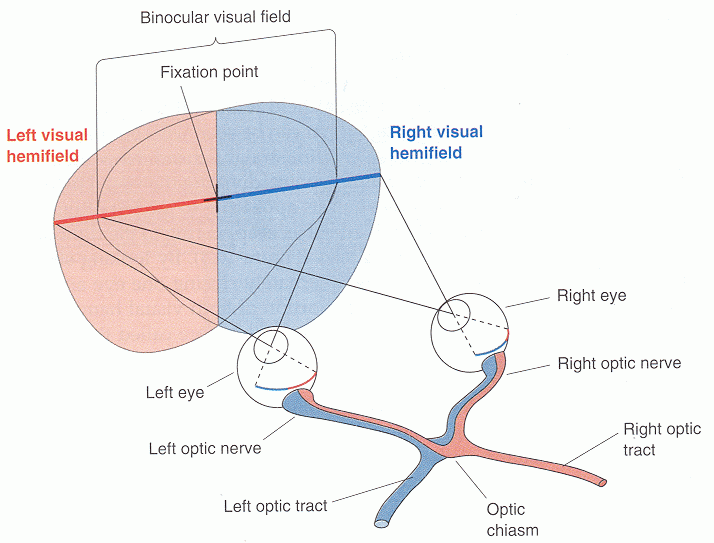 Binocular visual field
Fixation point
Left visual
hemifield
Right visual
hemifield
Right eye
Right optic nerve
Left eye
Left optic nerve
Right optic
tract
Left optic tract
Optic
chiasm